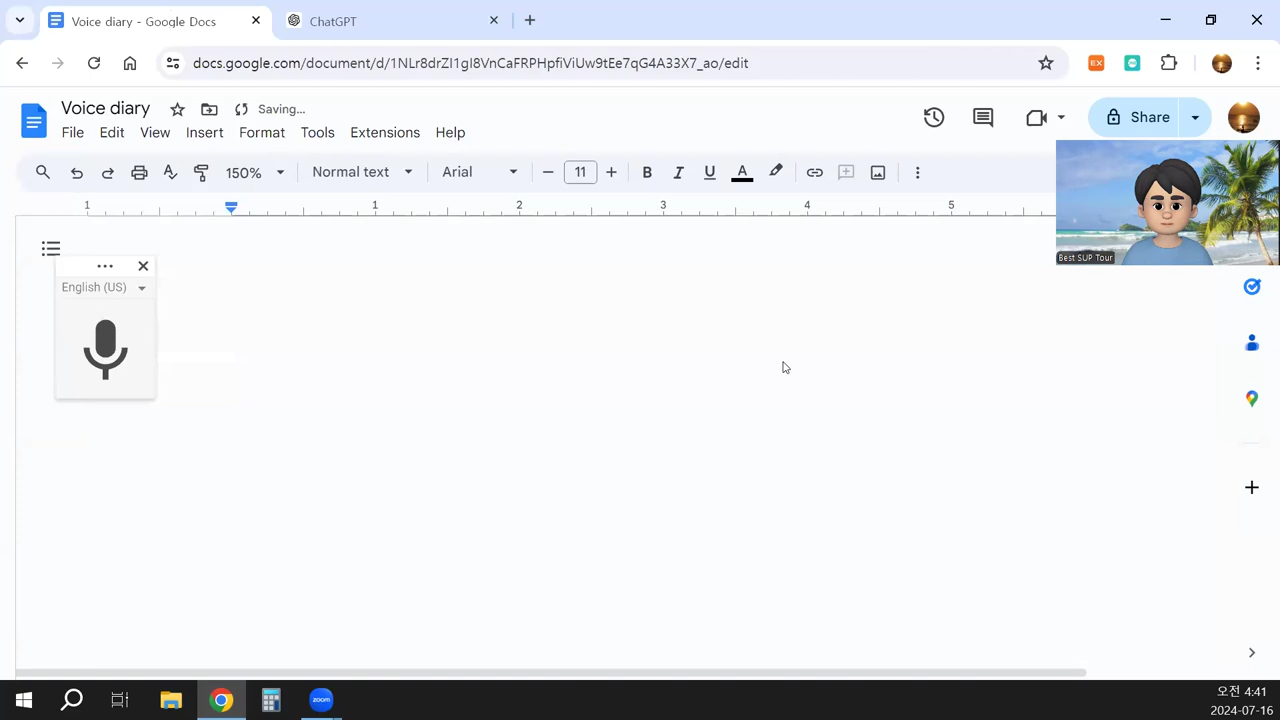 Voice diary - Google Docs
ChatGPT
docs.google.com/document/d/1NLr8drZI1q8VnCaFRPHpfiViUw9tEe7qG4A33X7_ao/edit
EX
Voice diary
Saving...
File Edit View Insert Format Tools Extensions Help
Share
150% Normal text Arial 11 B I U A
1 1 2 3 4 5
Best SUP Tour
English (US)
zoom
오전 4:41
2024-07-16